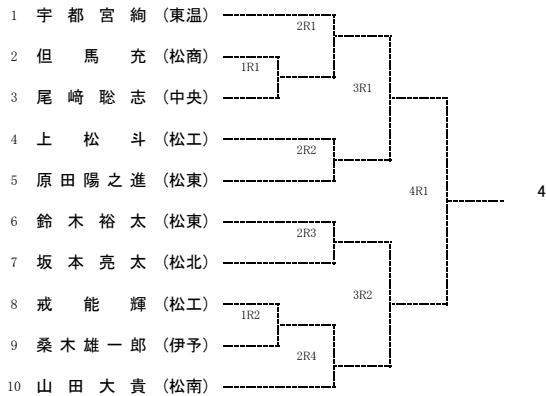 1 宇都宮絢 (東温)
2R1
2 但馬充 (松商)
1R1
3 尾﨑聡志 (中央)
3R1
4 上松斗 (松工)
2R2
5 原田陽之進 (松東)
4R1
4
6 鈴木裕太 (松東)
2R3
7 坂本亮太 (松北)
3R2
8 戒能輝 (松工)
1R2
9 桑木雄一郎 (伊予)
2R4
10 山田大貴 (松南)